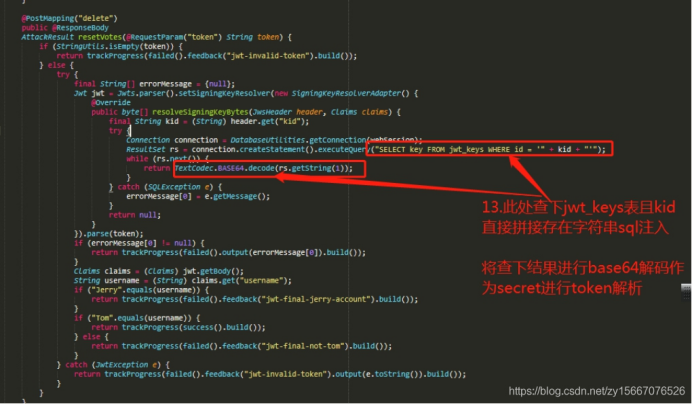 }
@PostMapping("delete")
public @ResponseBody
AttackResult resetVotes(@RequestParam("token") String token) {
if (StringUtils.isEmpty(token)) {
return trackProgress(failed().feedback("jwt-invalid-token").build());
} else {
try {
final String[] errorMessage = {null};
Jwt jwt = Jwts.parser().setSigningKeyResolver(new SigningKeyResolverAdapter() {
@Override
public byte[] resolveSigningKeyBytes(JwsHeader header, Claims claims) {
final String kid = (String) header.get("kid");
try {
Connection connection = DatabaseUtilities.getConnection(webSession);
ResultSet rs = connection.createStatement().executeQuery("SELECT key FROM jwt_keys WHERE id = '" + kid + "'");
while (rs.next()) {
return TextCodec.BASE64.decode(rs.getString(1));
}
} catch (SQLException e) {
errorMessage[0] = e.getMessage();
}
return null;
}
}).parse(token);
if (errorMessage[0] != null) {
return trackProgress(failed().output(errorMessage[0]).build());
}
Claims claims = (Claims) jwt.getBody();
String username = (String) claims.get("username");
if ("Jerry".equals(username)) {
return trackProgress(failed().feedback("jwt-final-jerry-account").build());
}
if ("Tom".equals(username)) {
return trackProgress(success().build());
} else {
return trackProgress(failed().feedback("jwt-final-not-tom").build());
}
} catch (JwtException e) {
return trackProgress(failed().feedback("jwt-invalid-token").output(e.toString()).build());
}
}
}
13.此处查下jwt_keys表目kid
直接拼接存在字符串sql注入
将查下结果进行base64解码作
为secret进行token解析
https://blog.csdn.net/zy15667076526